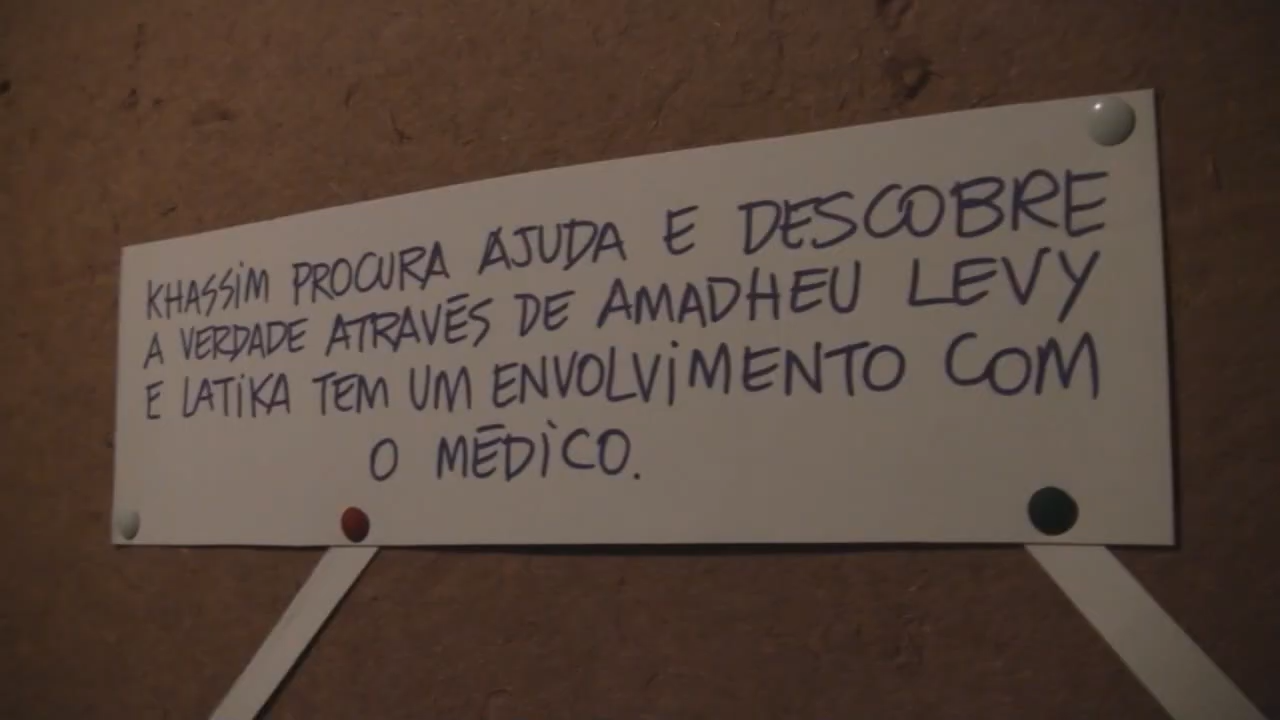 KHASSIM PROCURA AJUDA E DESCOBRE
A VERDADE ATRAVÉS DE AMADHEU LEVY
E LATIKA TEM UM ENVOLVIMENTO COM
O MÉDICO.